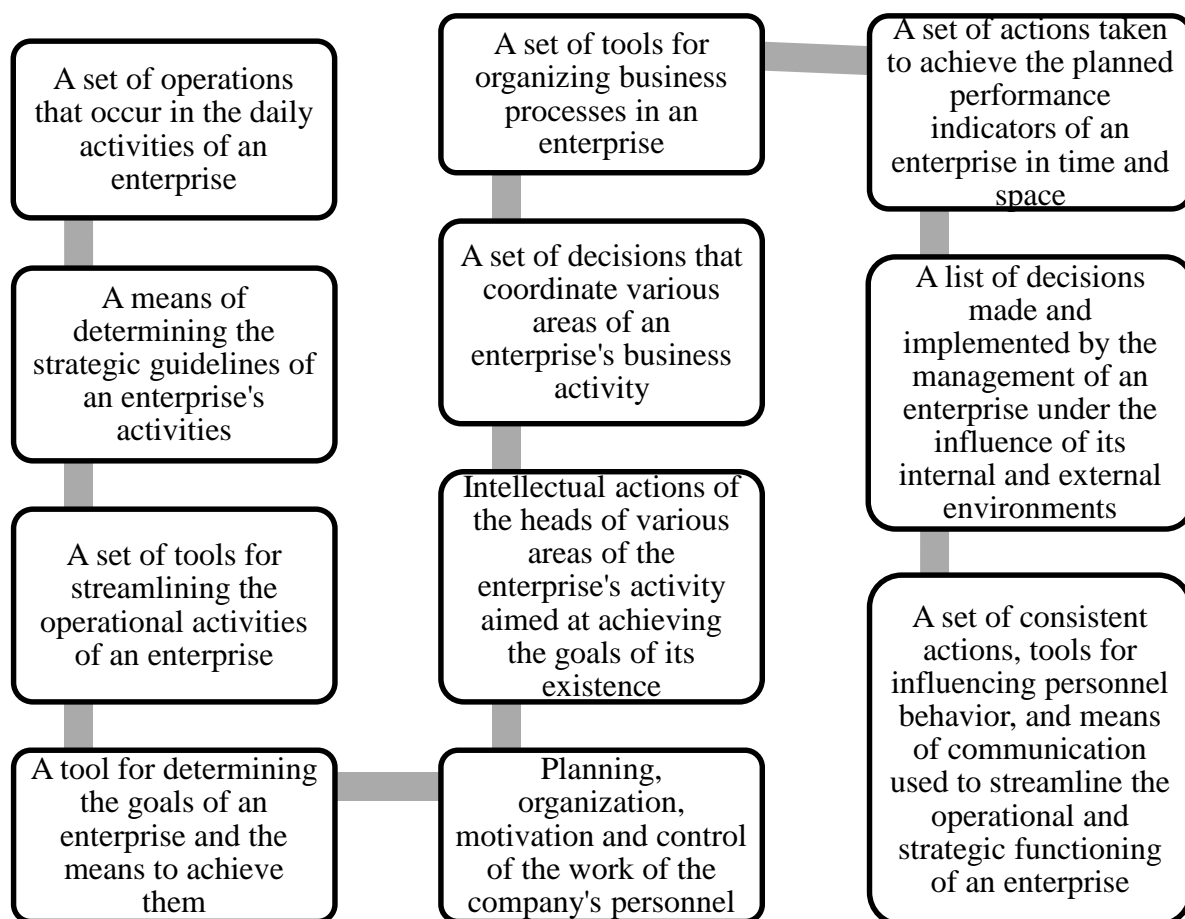 A set of operations
that occur in the daily
activities of an
enterprise
A means of
determining the
strategic guidelines of
an enterprise's
activities
A set of tools for
streamlining the
operational activities
of an enterprise
A tool for determining
the goals of an
enterprise and the
means to achieve
them
Planning,
organization,
motivation and control
of the work of the
company's personnel
Intellectual actions of
the heads of various
areas of the
enterprise's activity
aimed at achieving
the goals of its
existence
A set of decisions that
coordinate various
areas of an
enterprise's business
activity
A set of tools for
organizing business
processes in an
enterprise
A set of actions taken
to achieve the planned
performance
indicators of an
enterprise in time and
space
A list of decisions
made and
implemented by the
management of an
enterprise under the
influence of its
internal and external
environments
A set of consistent
actions, tools for
influencing personnel
behavior, and means
of communication
used to streamline the
operational and
strategic functioning
of an enterprise